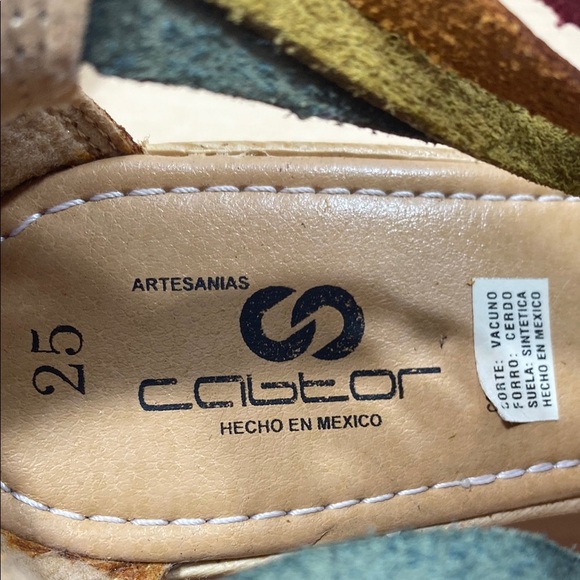 ARTESANIAS
cabtor
HECHO EN MEXICO
25
CORTE: VACUNO
FORRO: CERDO
SUELA: SINTETICA
HECHO EN MEXICO